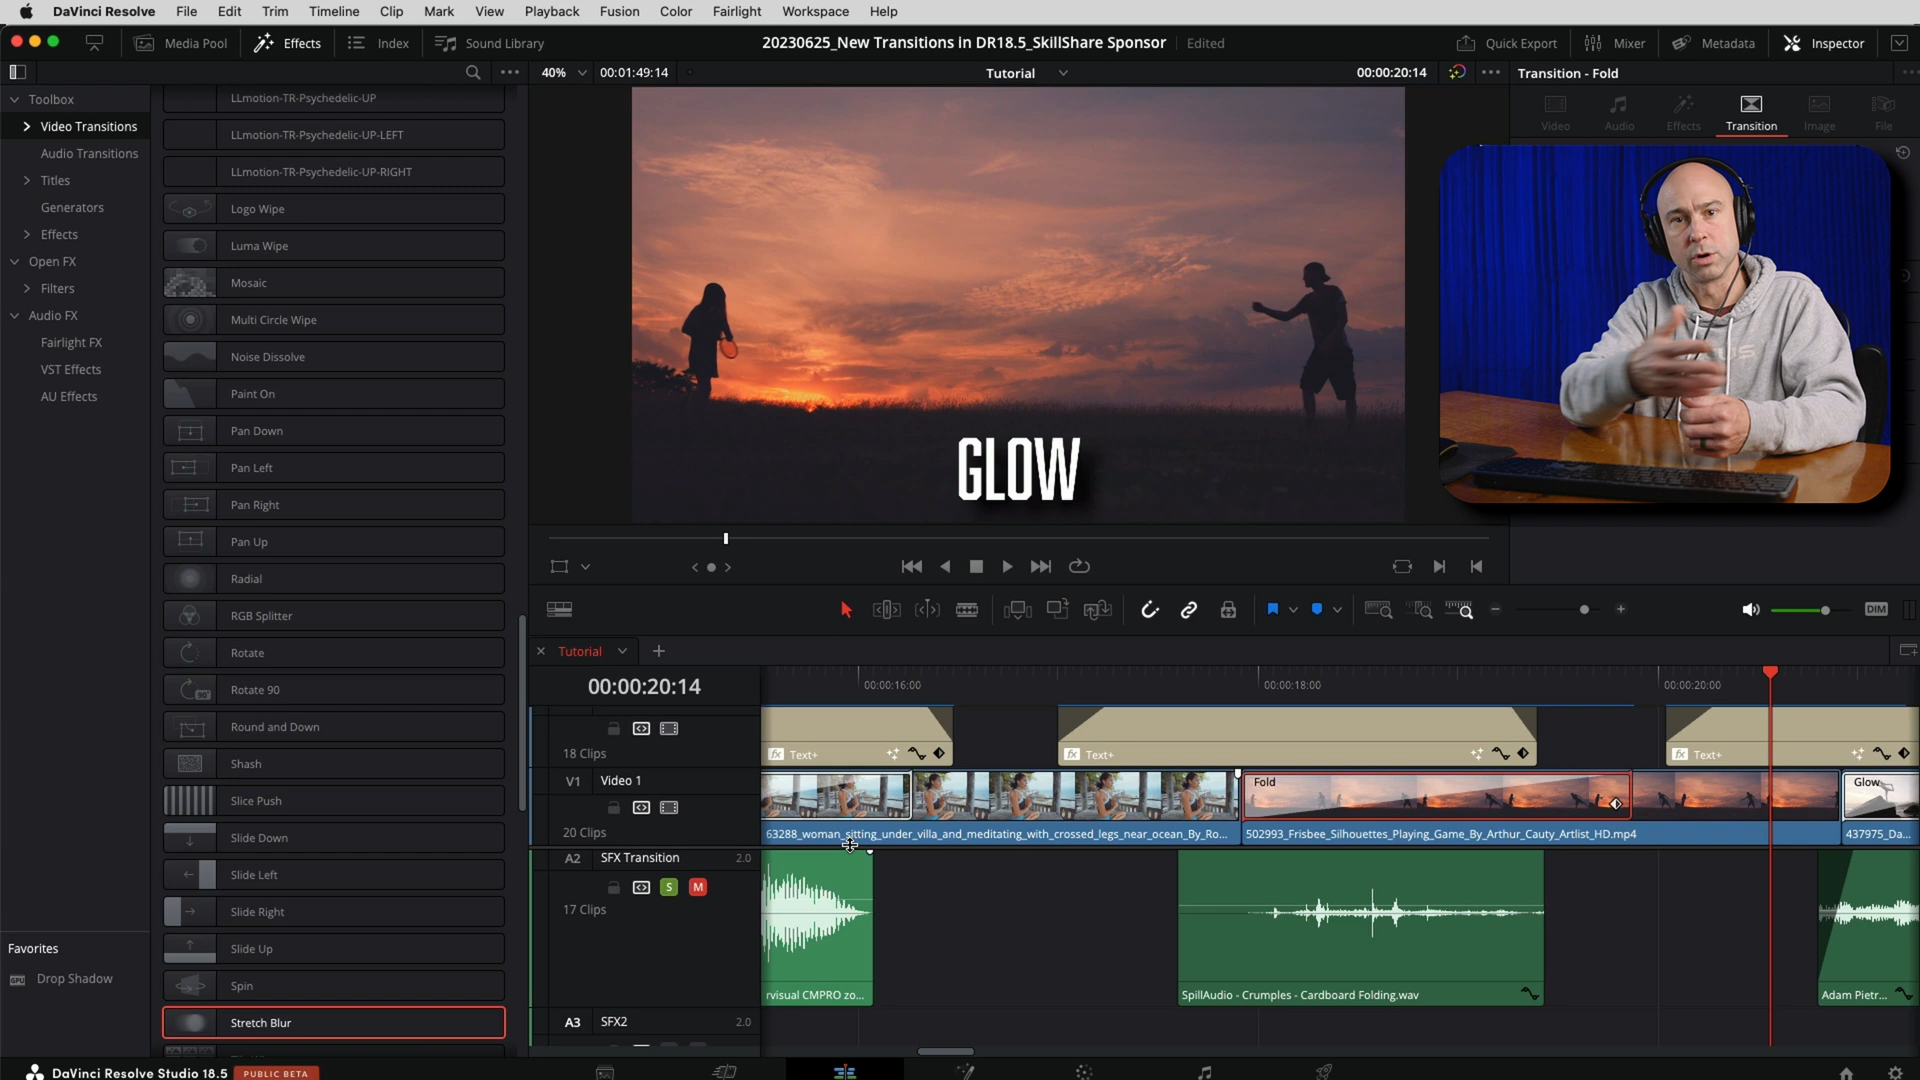 DaVinci Resolve File Edit Trim Timeline Clip Mark View Playback Fusion Color Fairlight Workspace Help
Media Pool Effects Index Sound Library 20230625_New Transitions in DR18.5_SkillShare Sponsor Edited Quick Export Mixer Metadata Inspector
40% 00:01:49:14 Tutorial 00:00:20:14 Transition - Fold
Video Audio Effects Transition Image File
Toolbox
Video Transitions
Audio Transitions
Titles
Generators
Effects
Open FX
Filters
Audio FX
Fairlight FX
VST Effects
AU Effects
Favorites
Drop Shadow
LLmotion-TR-Psychedelic-UP
LLmotion-TR-Psychedelic-UP-LEFT
LLmotion-TR-Psychedelic-UP-RIGHT
Logo Wipe
Luma Wipe
Mosaic
Multi Circle Wipe
Noise Dissolve
Paint On
Pan Down
Pan Left
Pan Right
Pan Up
Radial
RGB Splitter
Rotate
Rotate 90
Round and Down
Shash
Slice Push
Slide Down
Slide Left
Slide Right
Slide Up
Spin
Stretch Blur
GLOW
DIM
Tutorial
00:00:20:14 00:00:16:00 00:00:18:00 00:00:20:00
18 Clips fx Text+ fx Text+ fx Text+
V1 Video 1 Fold Glow
20 Clips 63288_woman_sitting_under_villa_and_meditating_with_crossed_legs_near_ocean_By_Ro... 502993_Frisbee_Silhouettes_Playing_Game_By_Arthur_Cauty_Artlist_HD.mp4 437975_Da...
A2 SFX Transition 2.0
S M
17 Clips
rvisual CMPRO zo... SpillAudio - Crumples - Cardboard Folding.wav Adam Pietr...
A3 SFX2 2.0
DaVinci Resolve Studio 18.5 PUBLIC BETA